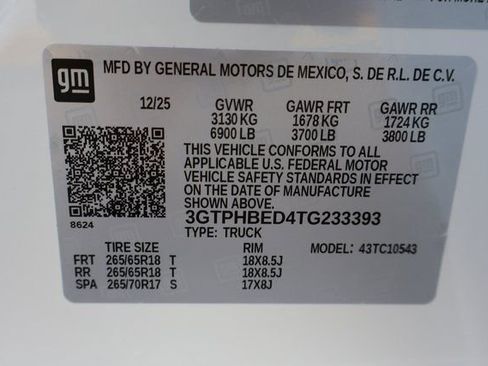 gm
MFD BY GENERAL MOTORS DE MEXICO, S. DE R.L. DE C.V.
12/25 GVWR GAWR FRT GAWR RR
3130 KG 1678 KG 1724 KG
6900 LB 3700 LB 3800 LB
THIS VEHICLE CONFORMS TO ALL
APPLICABLE U.S. FEDERAL MOTOR
VEHICLE SAFETY STANDARDS IN EFFECT
ON THE DATE OF MANUFACTURE
SHOWN ABOVE.
3GTPHBED4TG233393
8624
TYPE: TRUCK
TIRE SIZE RIM MODEL: 43TC10543
FRT 265/65R18 T 18X8.5J
RR 265/65R18 T 18X8.5J
SPA 265/70R17 S 17X8J